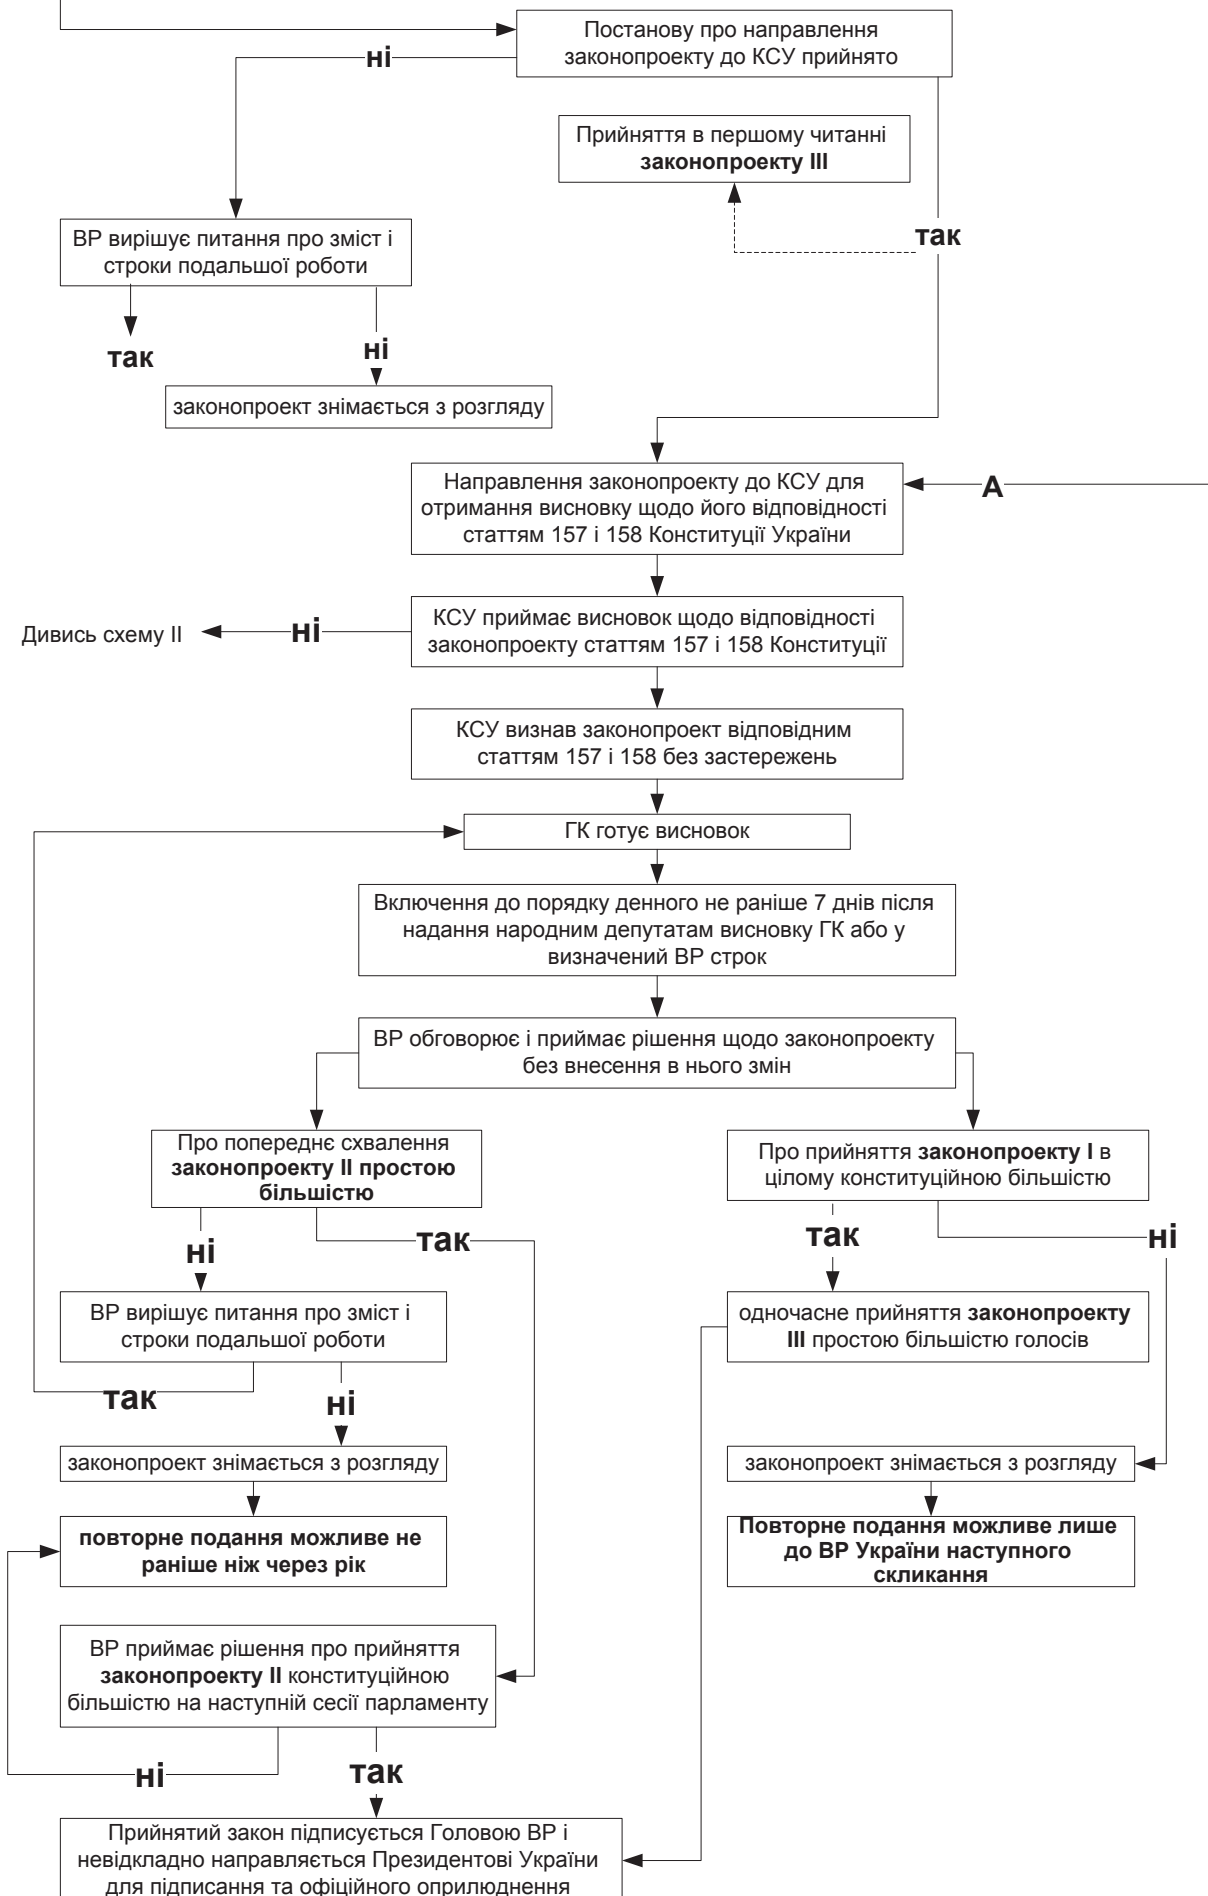 Постанову про направлення
законопроекту до КСУ прийнято
ні
Прийняття в першому читанні
законопроекту III
так
ВР вирішує питання про зміст і
строки подальшої роботи
так
ні
законопроект знімається з розгляду
Направлення законопроекту до КСУ для
отримання висновку щодо його відповідності
статтям 157 і 158 Конституції України
А
КСУ приймає висновок щодо відповідності
законопроекту статтям 157 і 158 Конституції
ні
Дивись схему II
КСУ визнав законопроект відповідним
статтям 157 і 158 без застережень
ГК готує висновок
Включення до порядку денного не раніше 7 днів після
надання народним депутатам висновку ГК або у
визначений ВР строк
ВР обговорює і приймає рішення щодо законопроекту
без внесення в нього змін
Про попереднє схвалення
законопроекту II простою
більшістю
Про прийняття законопроекту I в
цілому конституційною більшістю
ні
так
так
ні
ВР вирішує питання про зміст і
строки подальшої роботи
одночасне прийняття законопроекту
III простою більшістю голосів
так
ні
законопроект знімається з розгляду
законопроект знімається з розгляду
повторне подання можливе не
раніше ніж через рік
Повторне подання можливе лише
до ВР України наступного
скликання
ВР приймає рішення про прийняття
законопроекту II конституційною
більшістю на наступній сесії парламенту
ні
так
Прийнятий закон підписується Головою ВР і
невідкладно направляється Президентові України
для підписання та офіційного оприлюднення